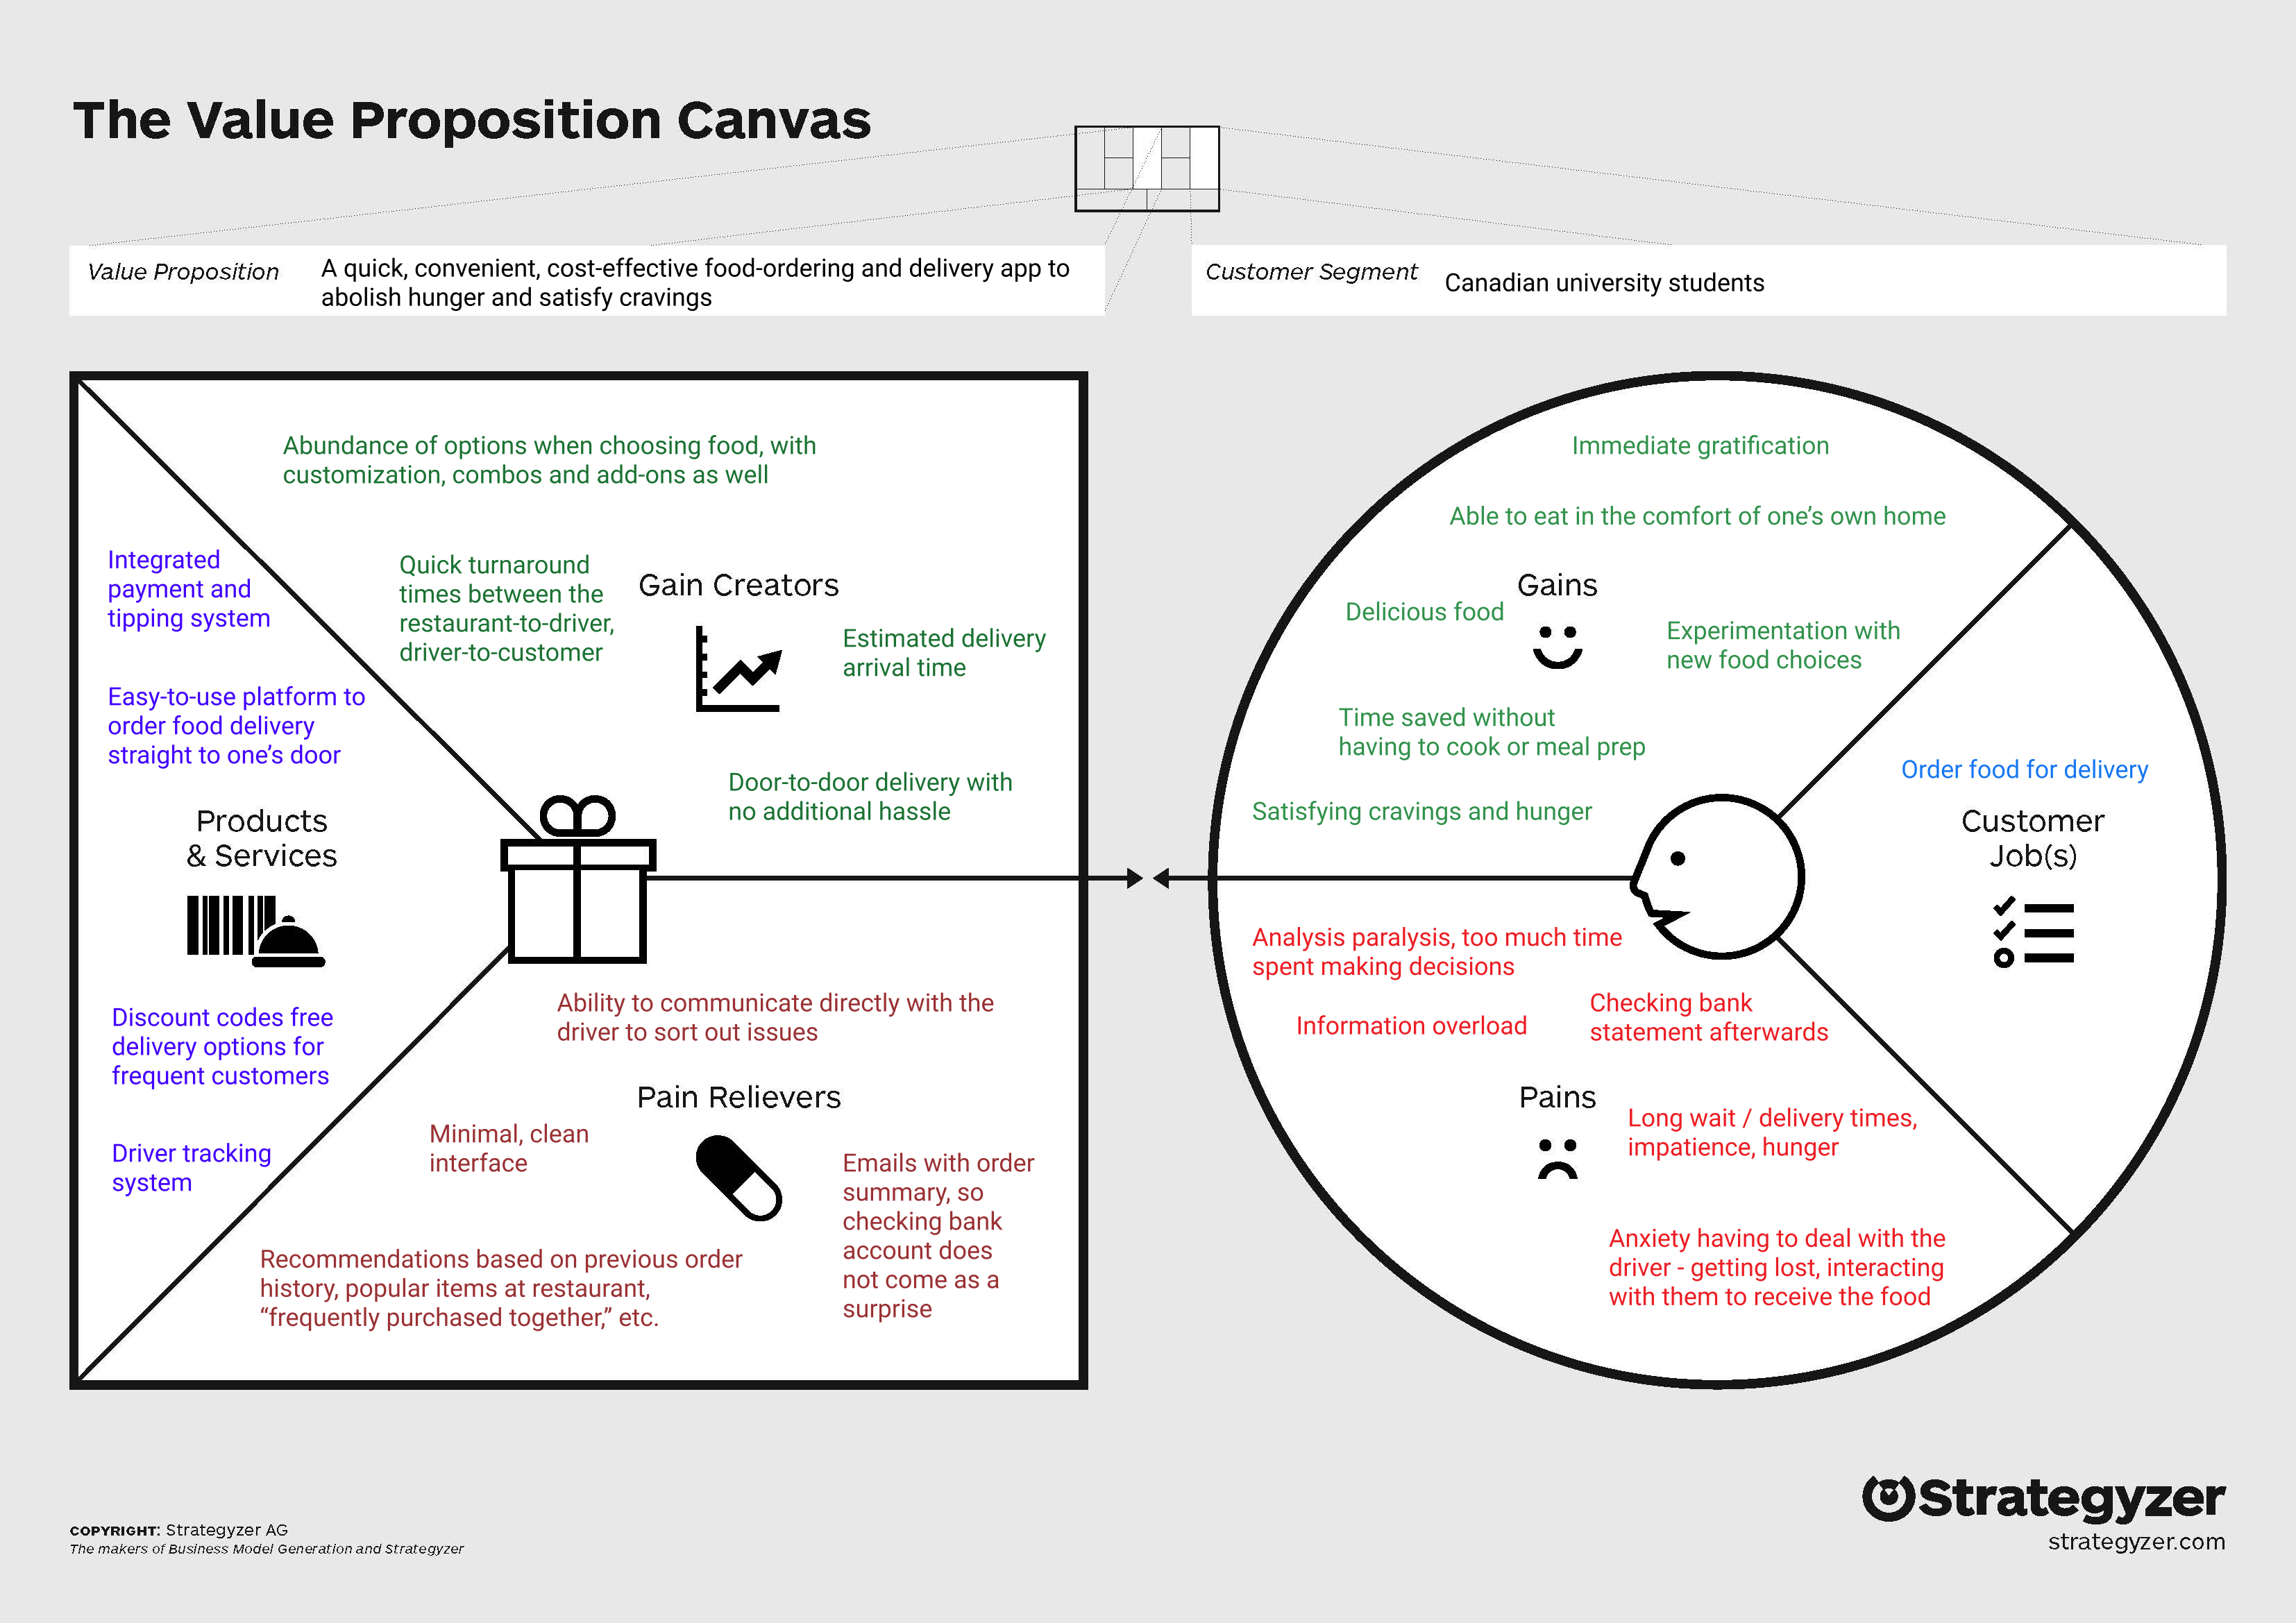 The Value Proposition Canvas
Value Proposition
A quick, convenient, cost-effective food-ordering and delivery app to
abolish hunger and satisfy cravings
Customer Segment
Canadian university students
Abundance of options when choosing food, with
customization, combos and add-ons as well
Integrated
payment and
tipping system
Quick turnaround
times between the
restaurant-to-driver,
driver-to-customer
Gain Creators
Estimated delivery
arrival time
Easy-to-use platform to
order food delivery
straight to one’s door
Door-to-door delivery with
no additional hassle
Products
& Services
Discount codes free
delivery options for
frequent customers
Driver tracking
system
Ability to communicate directly with the
driver to sort out issues
Pain Relievers
Minimal, clean
interface
Emails with order
summary, so
checking bank
account does
not come as a
surprise
Recommendations based on previous order
history, popular items at restaurant,
“frequently purchased together,” etc.
Immediate gratification
Able to eat in the comfort of one’s own home
Gains
Delicious food
Experimentation with
new food choices
Time saved without
having to cook or meal prep
Satisfying cravings and hunger
Order food for delivery
Customer
Job(s)
Analysis paralysis, too much time
spent making decisions
Information overload
Checking bank
statement afterwards
Pains
Long wait / delivery times,
impatience, hunger
Anxiety having to deal with the
driver - getting lost, interacting
with them to receive the food
COPYRIGHT: Strategyzer AG
The makers of Business Model Generation and Strategyzer
Strategyzer
strategyzer.com